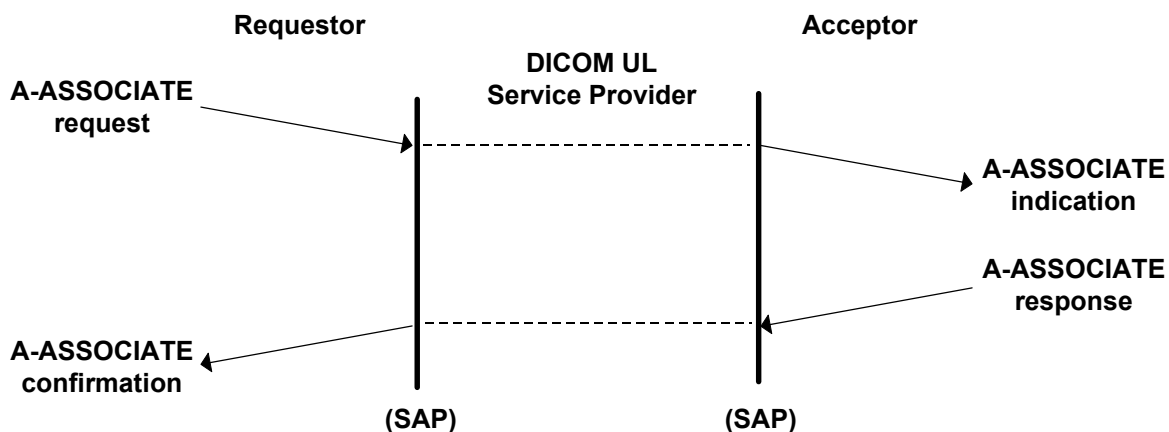 Requestor
Acceptor
DICOM UL
Service Provider
A-ASSOCIATE
request
A-ASSOCIATE
indication
A-ASSOCIATE
response
A-ASSOCIATE
confirmation
(SAP)
(SAP)